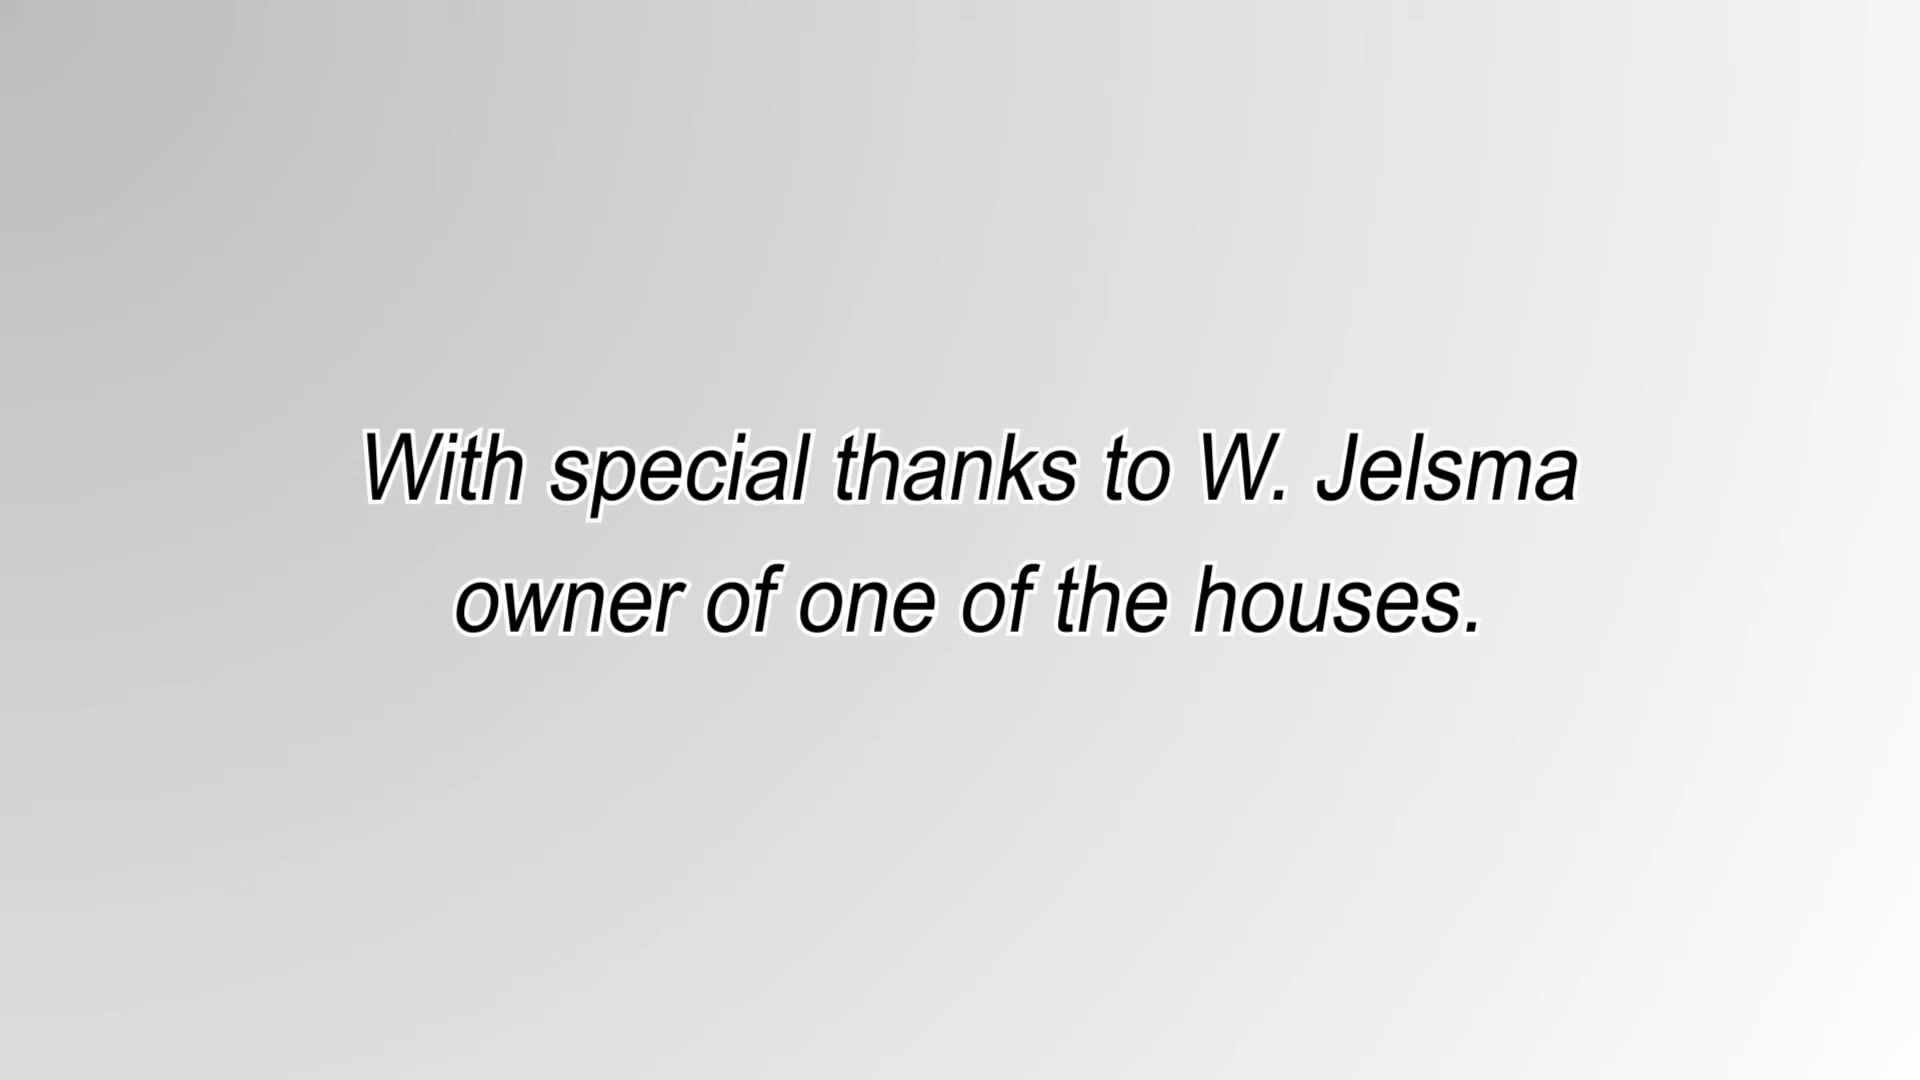 With special thanks to W. Jelsma
owner of one of the houses.